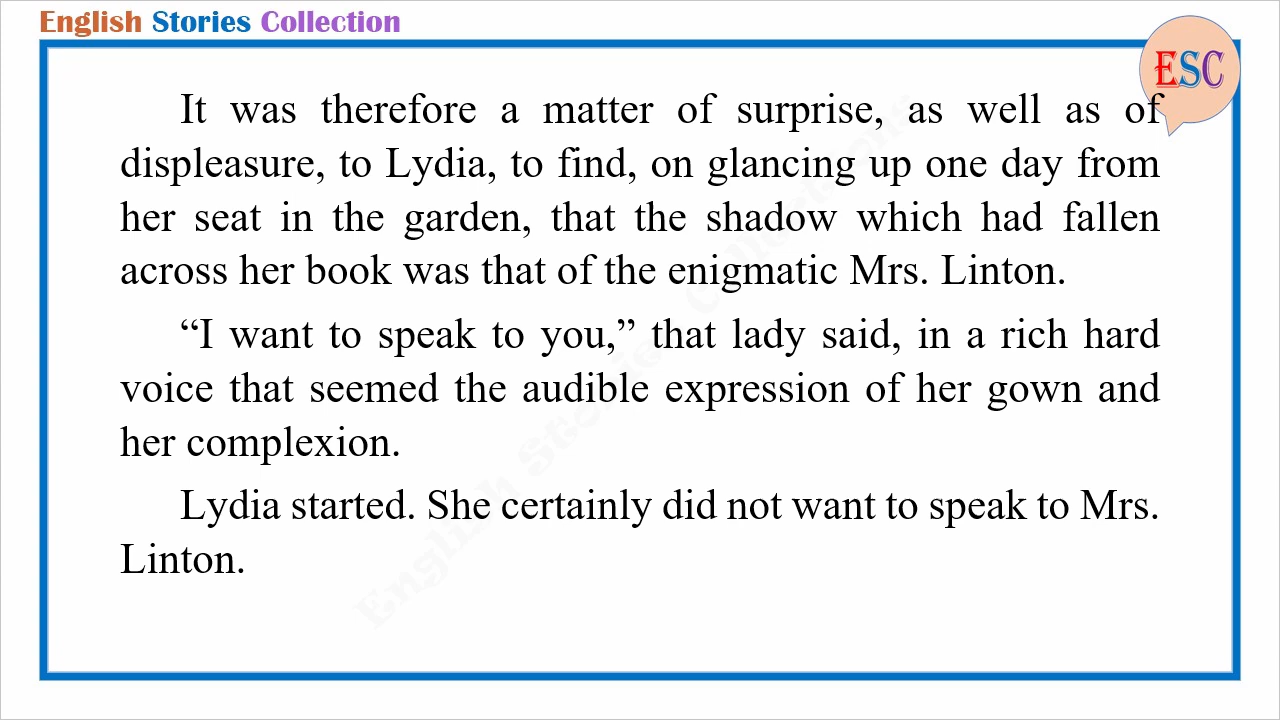 English Stories Collection
ESC
It was therefore a matter of surprise, as well as of
displeasure, to Lydia, to find, on glancing up one day from
her seat in the garden, that the shadow which had fallen
across her book was that of the enigmatic Mrs. Linton.
“I want to speak to you,” that lady said, in a rich hard
voice that seemed the audible expression of her gown and
her complexion.
Lydia started. She certainly did not want to speak to Mrs.
Linton.
English Stories Collections